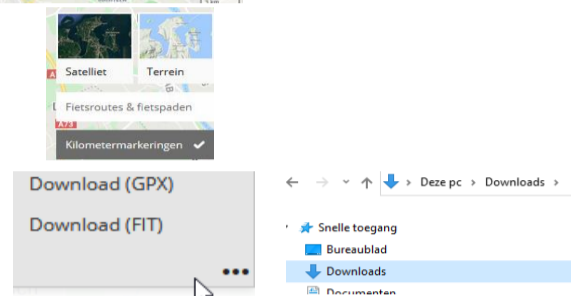 Satelliet Terrein
Fietsroutes & fietspaden
A73
Kilometermarkeringen
Download (GPX)
Download (FIT)
Deze pc > Downloads >
Snelle toegang
Bureaublad
Downloads
Documenten